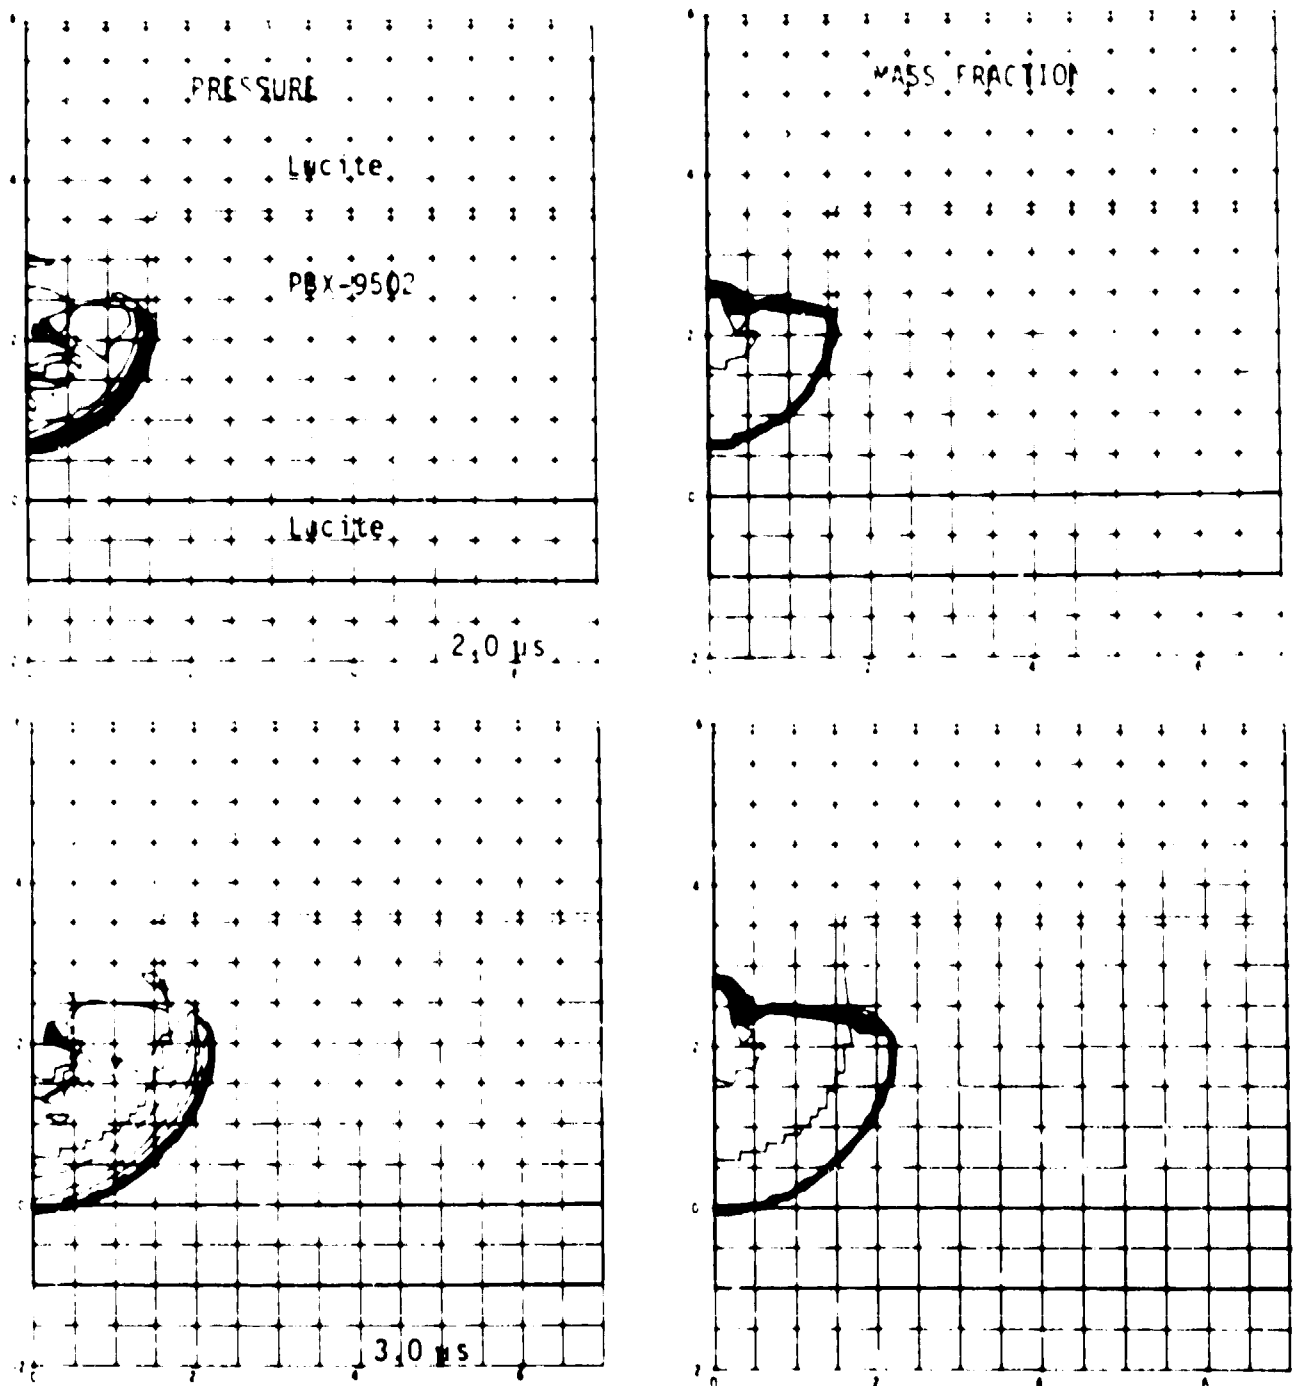 PRESSURE
MASS FRACTION
Lucite
PBX-9502
Lucite
2.0 µs
3.0 µs